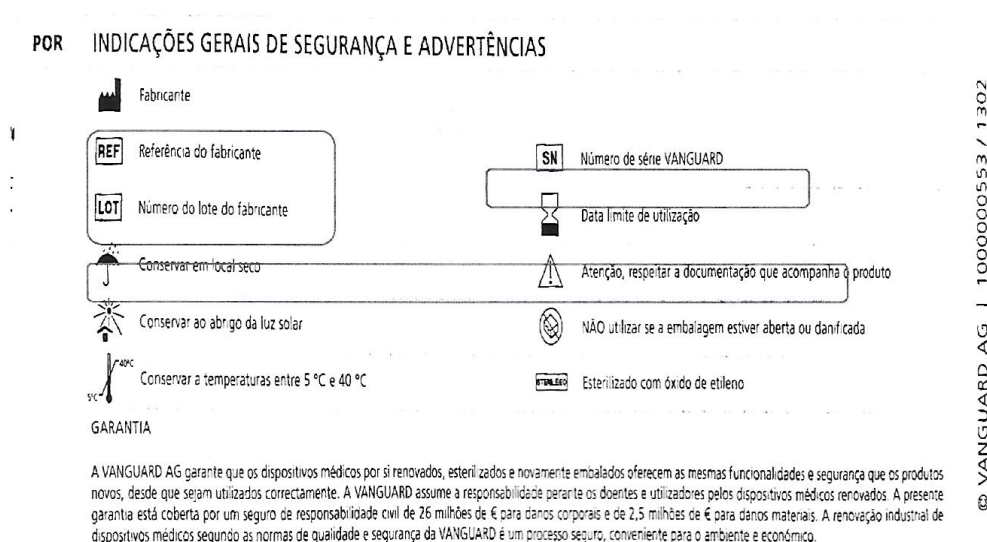 POR INDICAÇÕES GERAIS DE SEGURANÇA E ADVERTÊNCIAS
Fabricante
REF Referência do fabricante
SN Número de série VANGUARD
LOT Número do lote do fabricante
Data limite de utilização
Conservar em local seco
Atenção, respeitar a documentação que acompanha o produto
Conservar ao abrigo da luz solar
NÃO utilizar se a embalagem estiver aberta ou danificada
40°C
5°C
Conservar a temperaturas entre 5 °C e 40 °C
STERILE EO Esterilizado com óxido de etileno
GARANTIA
A VANGUARD AG garante que os dispositivos médicos por si renovados, esterilizados e novamente embalados oferecem as mesmas funcionalidades e segurança que os produtos
novos, desde que sejam utilizados correctamente. A VANGUARD assume a responsabilidade perante os doentes e utilizadores pelos dispositivos médicos renovados. A presente
garantia está coberta por um seguro de responsabilidade civil de 26 milhões de € para danos corporais e de 2,5 milhões de € para danos materiais. A renovação industrial de
dispositivos médicos segundo as normas de qualidade e segurança da VANGUARD é um processo seguro, conveniente para o ambiente e económico.
© VANGUARD AG | 1000000553 / 1302